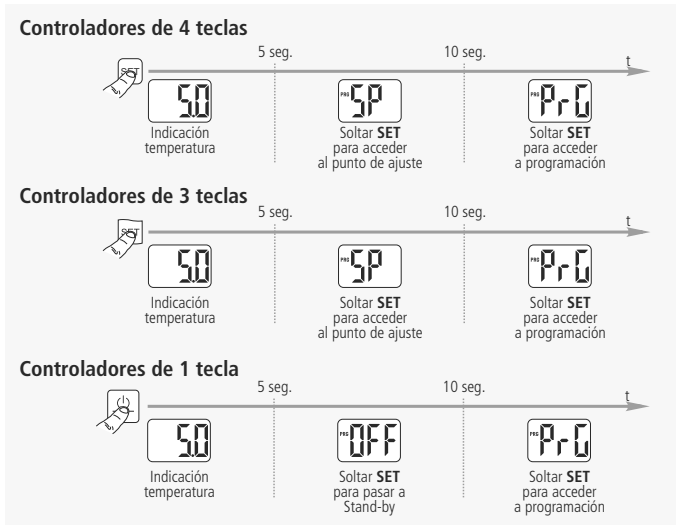 Controladores de 4 teclas
5 seg. 10 seg. t
SET
5.0 PRG SP PRG PrG
Indicación Soltar SET Soltar SET
temperatura para acceder para acceder
al punto de ajuste a programación
Controladores de 3 teclas
5 seg. 10 seg. t
SET
5.0 PRG SP PRG PrG
Indicación Soltar SET Soltar SET
temperatura para acceder para acceder
al punto de ajuste a programación
Controladores de 1 tecla
5 seg. 10 seg. t
5.0 PRG OFF PRG PrG
Indicación Soltar SET Soltar SET
temperatura para pasar a para acceder
Stand-by a programación